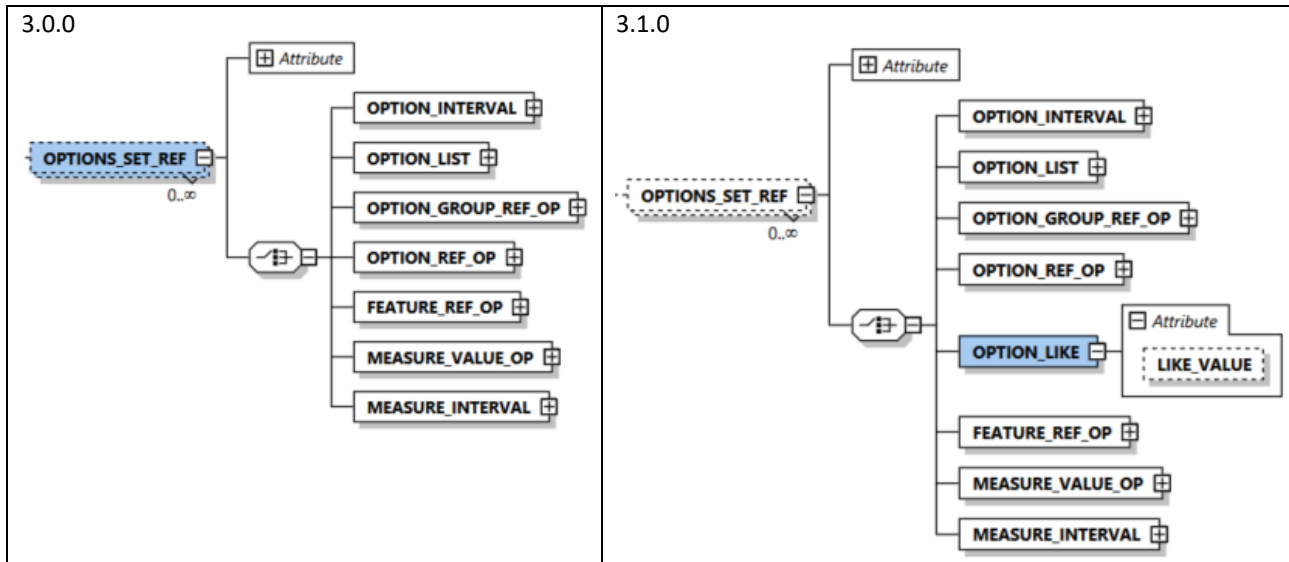 3.0.0
Attribute
OPTION_INTERVAL
OPTIONS_SET_REF
0..∞
OPTION_LIST
OPTION_GROUP_REF_OP
OPTION_REF_OP
FEATURE_REF_OP
MEASURE_VALUE_OP
MEASURE_INTERVAL
3.1.0
Attribute
OPTION_INTERVAL
OPTION_LIST
OPTIONS_SET_REF
0..∞
OPTION_GROUP_REF_OP
OPTION_REF_OP
Attribute
OPTION_LIKE
LIKE_VALUE
FEATURE_REF_OP
MEASURE_VALUE_OP
MEASURE_INTERVAL